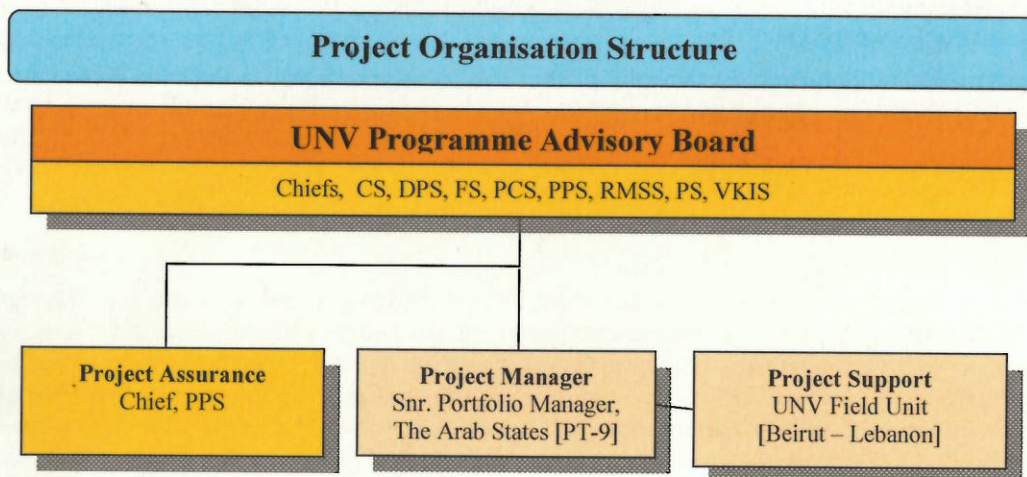 Project Organisation Structure
UNV Programme Advisory Board
Chiefs, CS, DPS, FS, PCS, PPS, RMSS, PS, VKIS
Project Assurance
Chief, PPS
Project Manager
Snr. Portfolio Manager,
The Arab States [PT-9]
Project Support
UNV Field Unit
[Beirut – Lebanon]